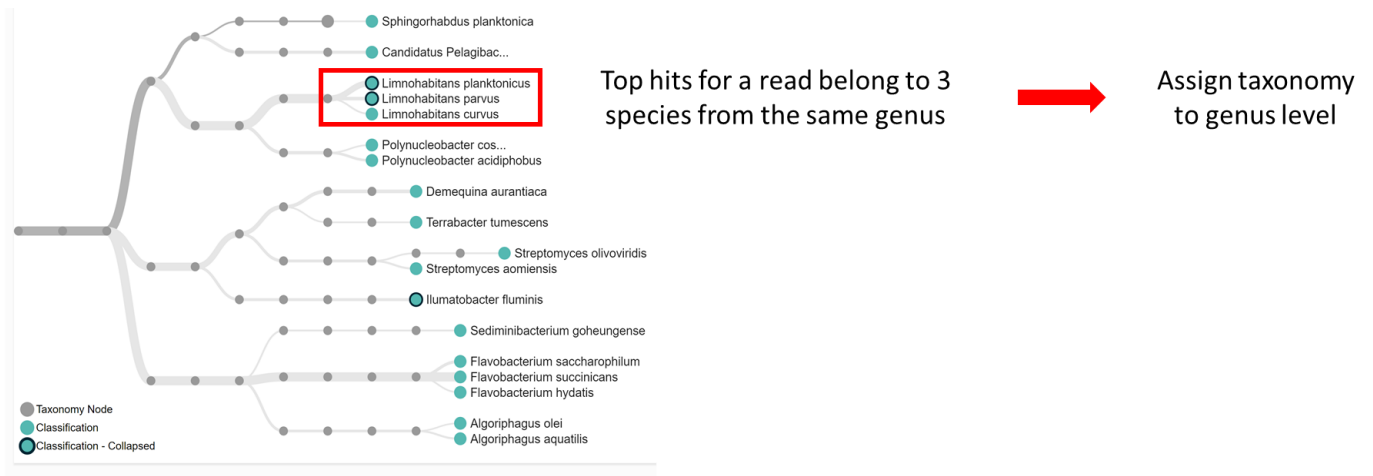 Sphingorhabdus planktonica
Candidatus Pelagibac...
Limnohabitans planktonicus
Limnohabitans parvus
Limnohabitans curvus
Polynucleobacter cos...
Polynucleobacter acidiphobus
Demequina aurantiaca
Terrabacter tumescens
Streptomyces olivoviridis
Streptomyces aomiensis
Ilumatobacter fluminis
Sediminibacterium goheungense
Flavobacterium saccharophilum
Flavobacterium succinicans
Flavobacterium hydatis
Algoriphagus olei
Algoriphagus aquatilis
Taxonomy Node
Classification
Classification - Collapsed
Top hits for a read belong to 3
species from the same genus
Assign taxonomy
to genus level